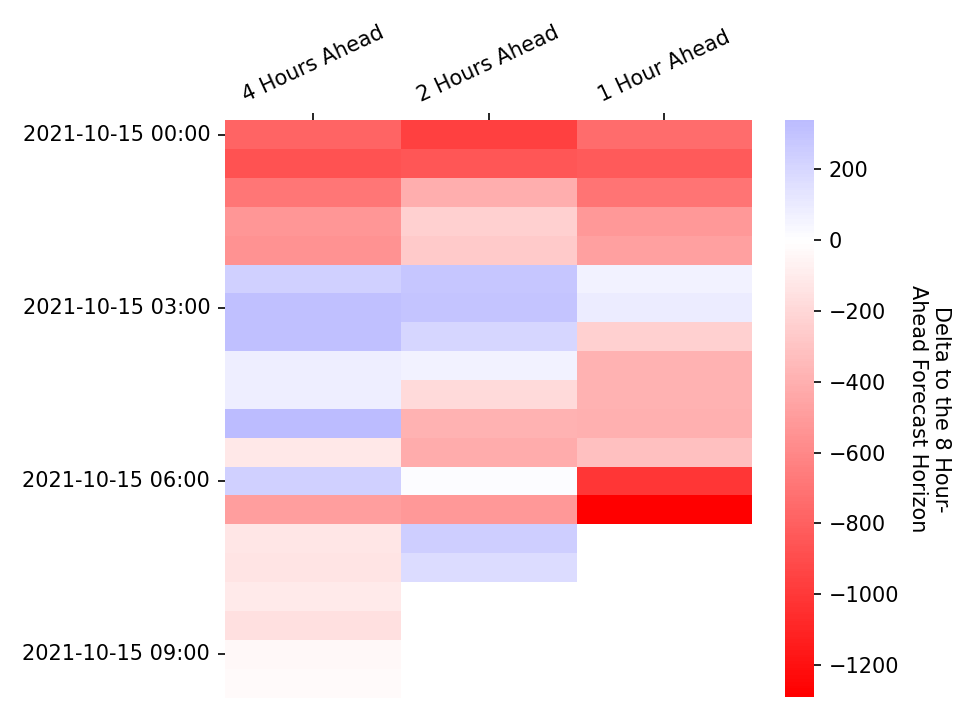 4 Hours Ahead
2 Hours Ahead
1 Hour Ahead
2021-10-15 00:00
2021-10-15 03:00
2021-10-15 06:00
2021-10-15 09:00
200
0
−200
−400
−600
−800
−1000
−1200
Delta to the 8 Hour-
Ahead Forecast Horizon